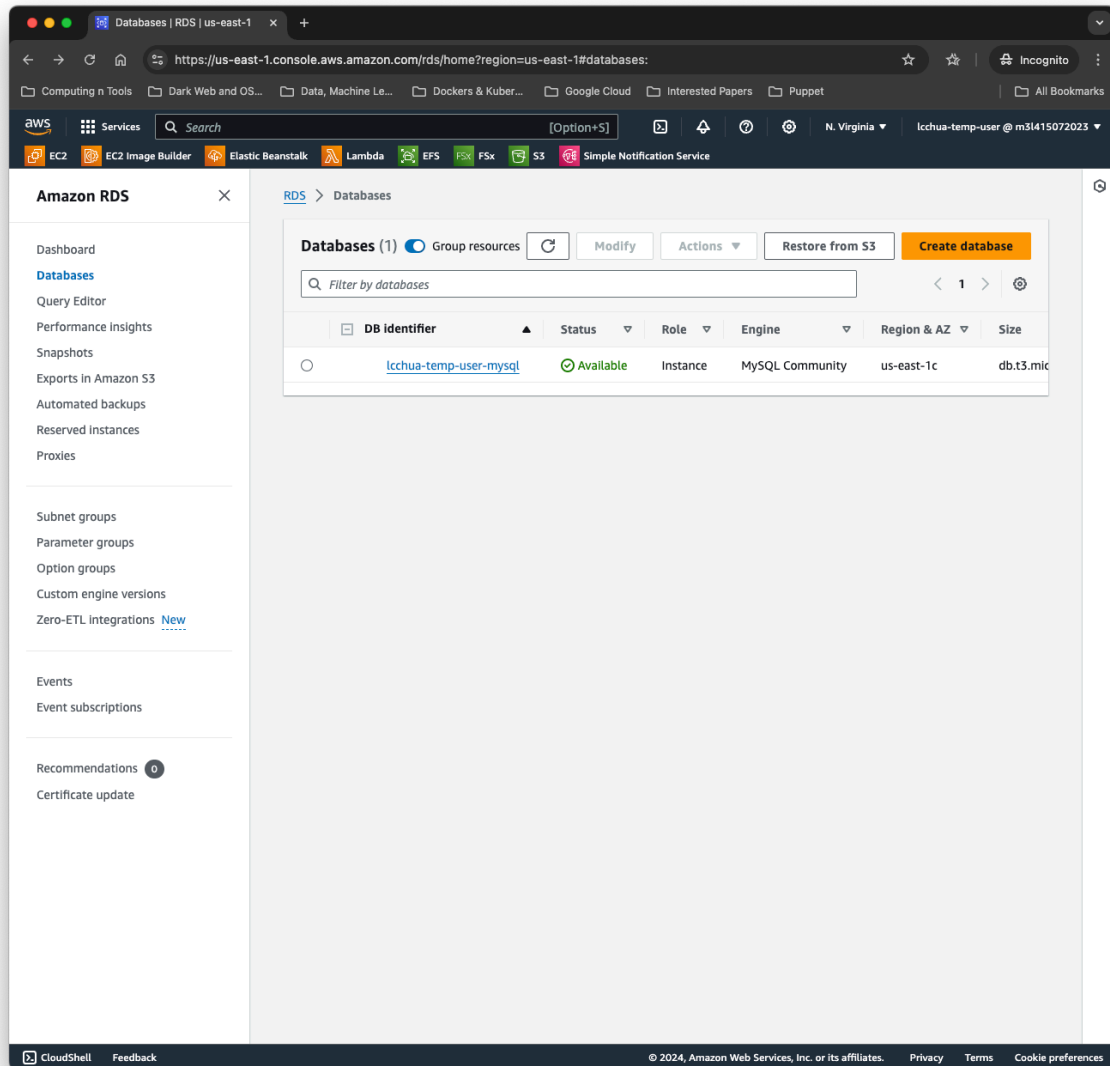 Databases | RDS | us-east-1
https://us-east-1.console.aws.amazon.com/rds/home?region=us-east-1#databases:
Incognito
Computing n Tools
Dark Web and OS...
Data, Machine Le...
Dockers & Kuber...
Google Cloud
Interested Papers
Puppet
All Bookmarks
aws
Services
Search
[Option+S]
N. Virginia
lcchua-temp-user @ m3l415072023
EC2
EC2 Image Builder
Elastic Beanstalk
Lambda
EFS
FSx
FSx
S3
Simple Notification Service
Amazon RDS
Dashboard
Databases
Query Editor
Performance insights
Snapshots
Exports in Amazon S3
Automated backups
Reserved instances
Proxies
Subnet groups
Parameter groups
Option groups
Custom engine versions
Zero-ETL integrations New
Events
Event subscriptions
Recommendations 0
Certificate update
RDS > Databases
Databases (1)
Group resources
Modify
Actions
Restore from S3
Create database
Filter by databases
1
DB identifier
Status
Role
Engine
Region & AZ
Size
lcchua-temp-user-mysql
Available
Instance
MySQL Community
us-east-1c
db.t3.mic
CloudShell
Feedback
© 2024, Amazon Web Services, Inc. or its affiliates.
Privacy
Terms
Cookie preferences